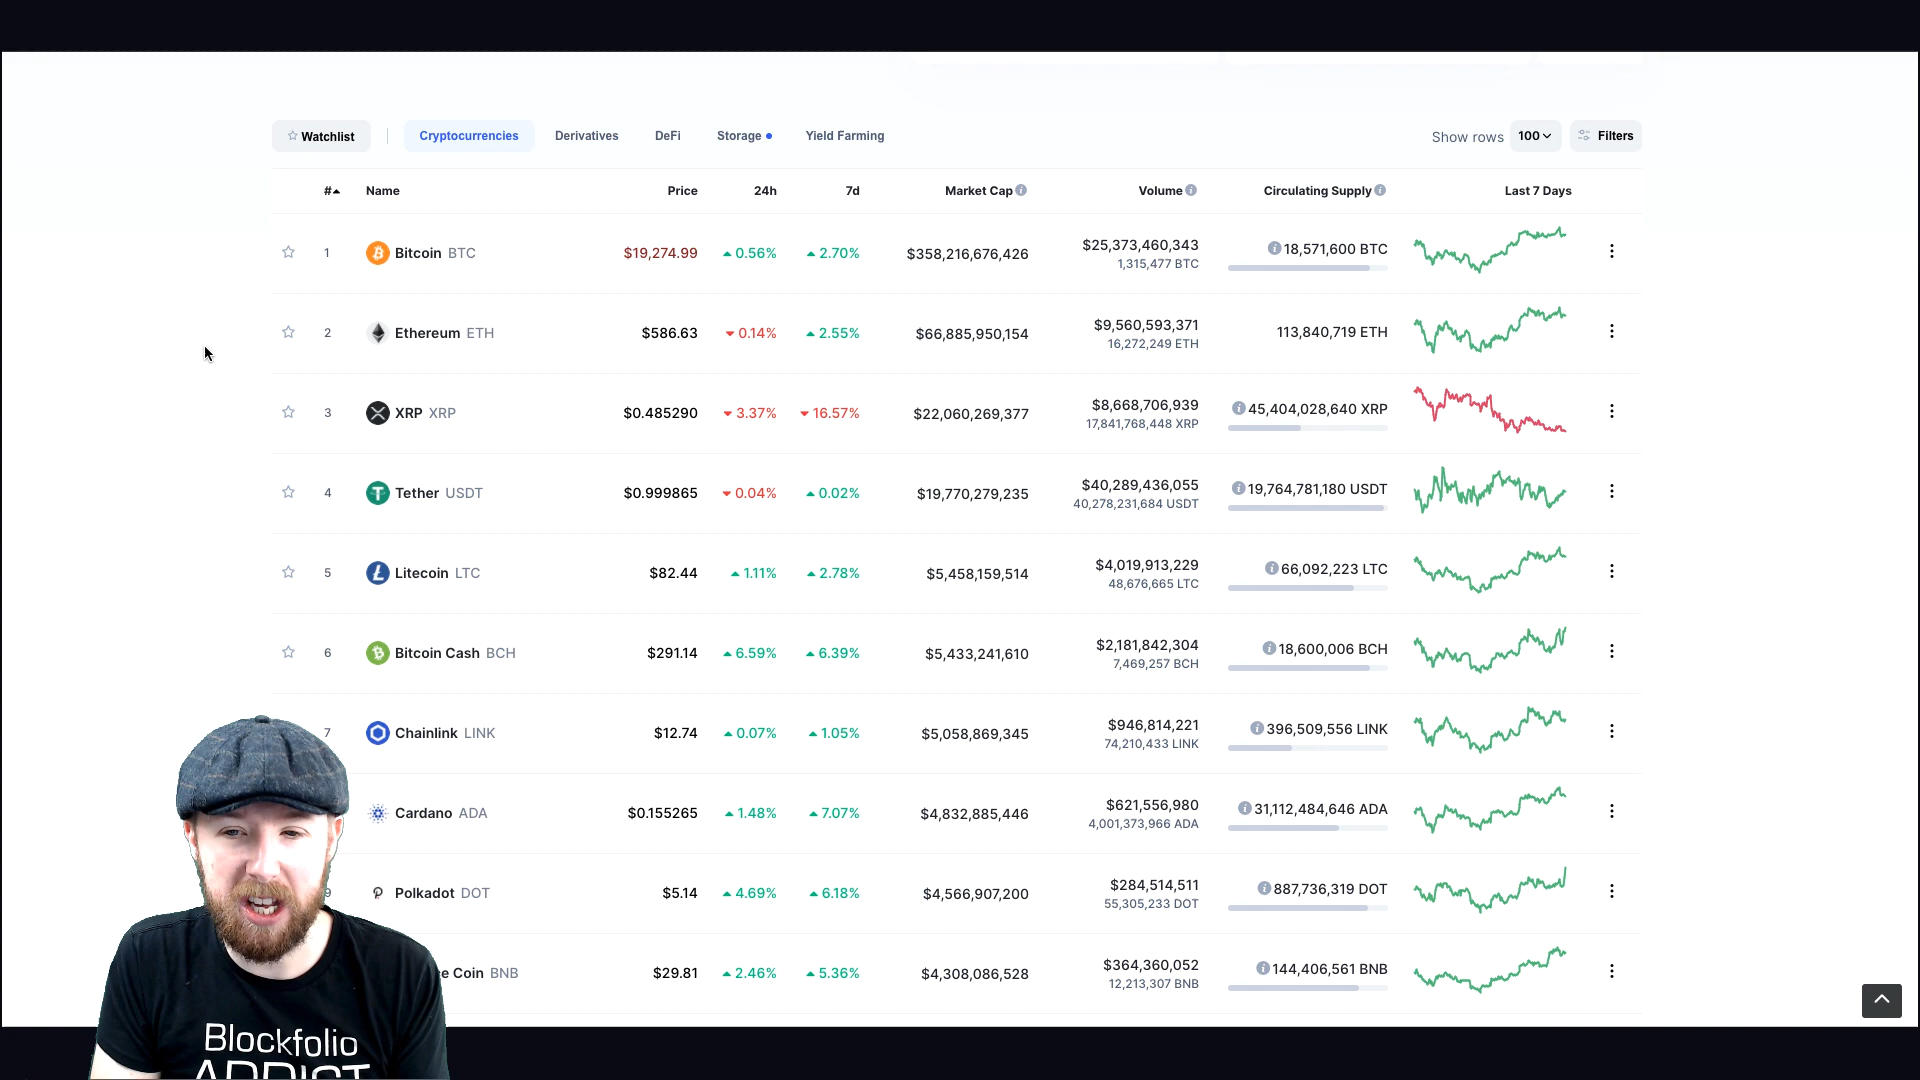 Watchlist Cryptocurrencies Derivatives DeFi Storage Yield Farming Show rows 100 Filters
# Name Price 24h 7d Market Cap Volume Circulating Supply Last 7 Days
1 Bitcoin BTC $19,274.99 0.56% 2.70% $358,216,676,426 $25,373,460,343 18,571,600 BTC
1,315,477 BTC
2 Ethereum ETH $586.63 0.14% 2.55% $66,885,950,154 $9,560,593,371 113,840,719 ETH
16,272,249 ETH
3 XRP XRP $0.485290 3.37% 16.57% $22,060,269,377 $8,668,706,939 45,404,028,640 XRP
17,841,768,448 XRP
4 Tether USDT $0.999865 0.04% 0.02% $19,770,279,235 $40,289,436,055 19,764,781,180 USDT
40,278,231,684 USDT
5 Litecoin LTC $82.44 1.11% 2.78% $5,458,159,514 $4,019,913,229 66,092,223 LTC
48,676,665 LTC
6 Bitcoin Cash BCH $291.14 6.59% 6.39% $5,433,241,610 $2,181,842,304 18,600,006 BCH
7,469,257 BCH
7 Chainlink LINK $12.74 0.07% 1.05% $5,058,869,345 $946,814,221 396,509,556 LINK
74,210,433 LINK
Cardano ADA $0.155265 1.48% 7.07% $4,832,885,446 $621,556,980 31,112,484,646 ADA
4,001,373,966 ADA
9 Polkadot DOT $5.14 4.69% 6.18% $4,566,907,200 $284,514,511 887,736,319 DOT
55,305,233 DOT
e Coin BNB $29.81 2.46% 5.36% $4,308,086,528 $364,360,052 144,406,561 BNB
12,213,307 BNB
Blockfolio
ADDICT